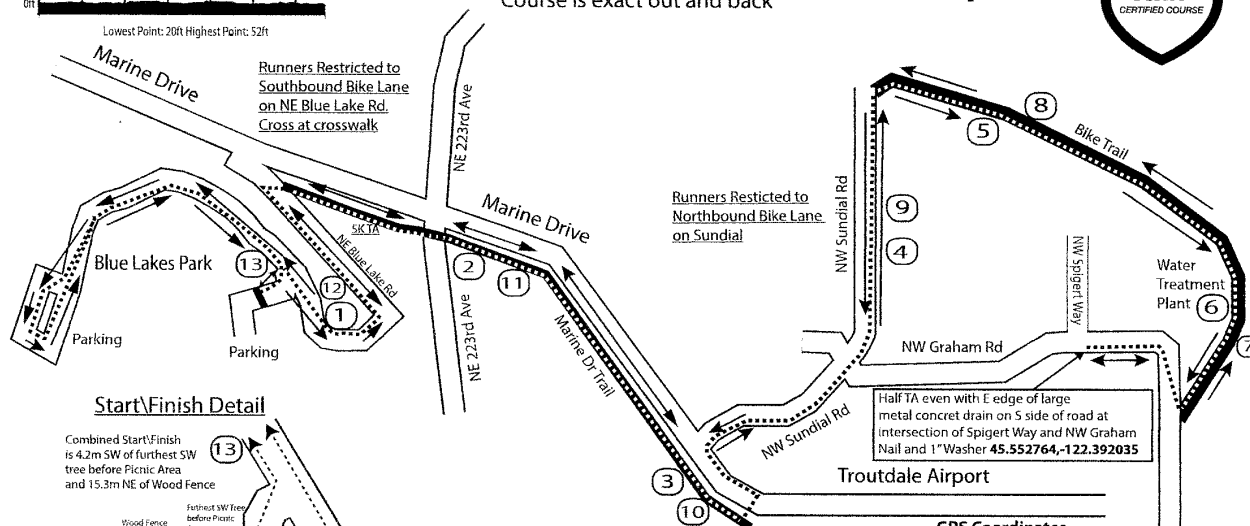 0ft
Lowest Point: 20ft Highest Point: 52ft
Course is exact out and back
CERTIFIED COURSE
Marine Drive
Runners Restricted to
Southbound Bike Lane
on NE Blue Lake Rd.
Cross at crosswalk
NE 223rd Ave
8
5
Bike Trail
Runners Resticted to
Northbound Bike Lane
on Sundial
NW Sundial Rd
9
4
Marine Drive
5K TA
NE Blue Lake Rd
Blue Lakes Park
13
12
1
2
11
NW Spigert Way
Water
Treatment
Plant
6
7
Parking
Parking
NE 223rd Ave
Marine Dr Trail
NW Graham Rd
NW Sundial Rd
Half TA even with E edge of large
metal concret drain on S side of road at
intersection of Spigert Way and NW Graham
Nail and 1" Washer 45.552764,-122.392035
Start\Finish Detail
Combined Start\Finish
is 4.2m SW of furthest SW
tree before Picnic Area
and 15.3m NE of Wood Fence
13
3
10
Troutdale Airport
Futhest SW Tree
before Picnic
Wood Fence
GPS Coordinates